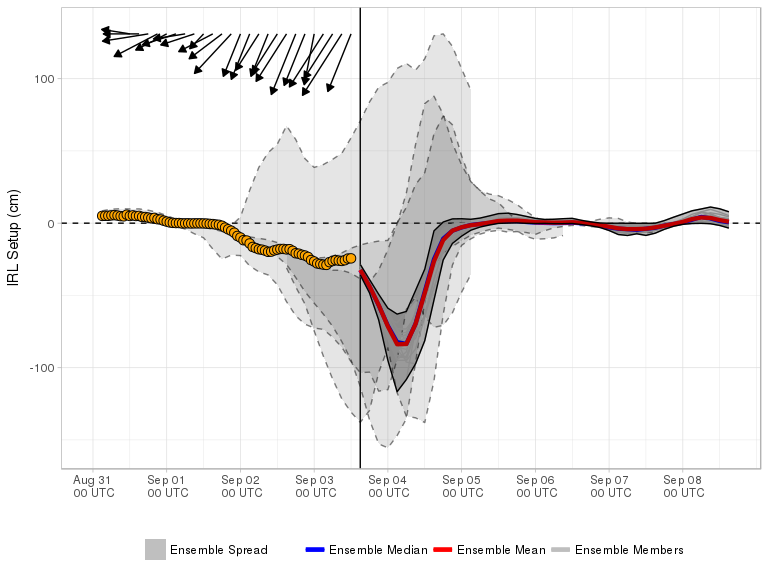 IRL Setup (cm)
100
0
-100
Aug 31 Sep 01 Sep 02 Sep 03 Sep 04 Sep 05 Sep 06 Sep 07 Sep 08
00 UTC 00 UTC 00 UTC 00 UTC 00 UTC 00 UTC 00 UTC 00 UTC 00 UTC
Ensemble Spread Ensemble Median Ensemble Mean Ensemble Members